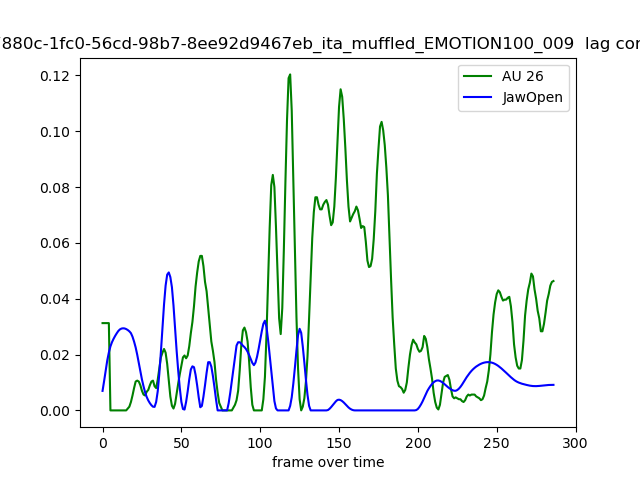 880c-1fc0-56cd-98b7-8ee92d9467eb_ita_muffled_EMOTION100_009 lag
AU 26
JawOpen
0.12
0.10
0.08
0.06
0.04
0.02
0.00
0 50 100 150 200 250 300
frame over time